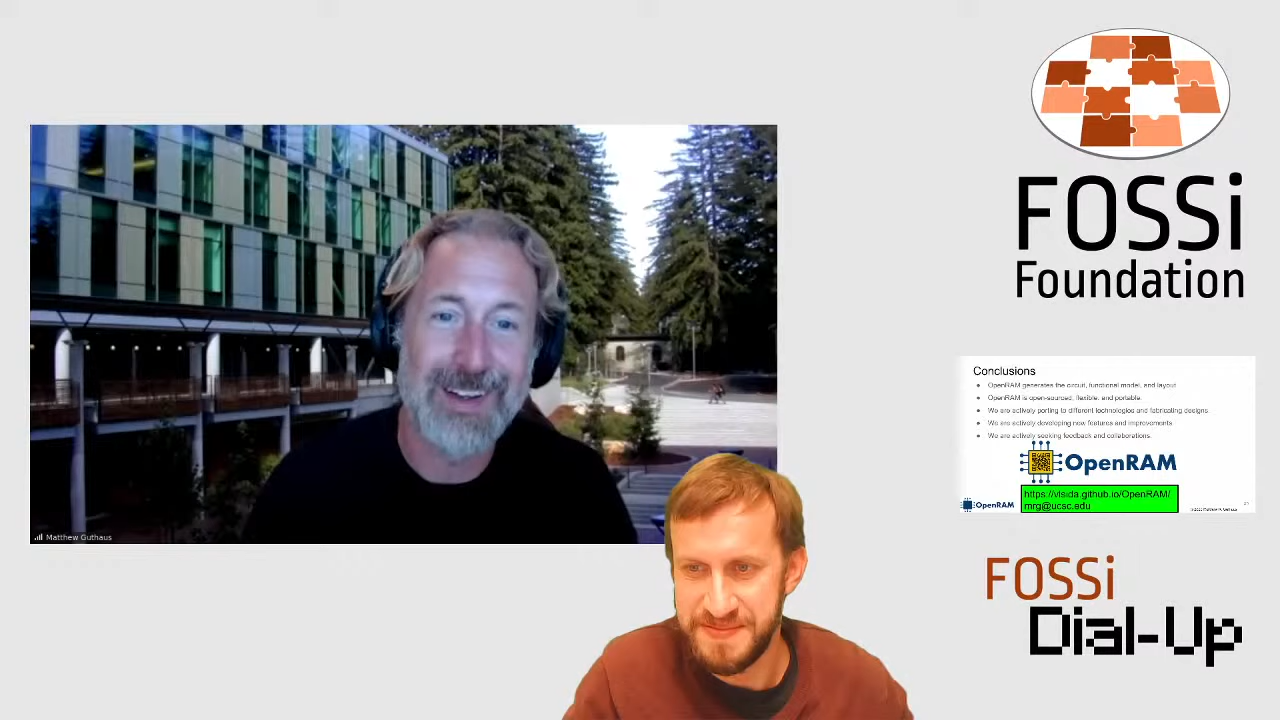 FOSSi
Foundation
Conclusions
OpenRAM generates the circuit, functional model, and layout
OpenRAM is open-sourced, flexible, and portable.
We are actively porting to different technologies and fabricating designs.
We are actively developing new features and improvements
We are actively seeking feedback and collaborations.
OpenRAM
https://vlsida.github.io/OpenRAM/
mrg@ucsc.edu
OpenRAM
Matthew Guthaus
FOSSi
Dial-Up